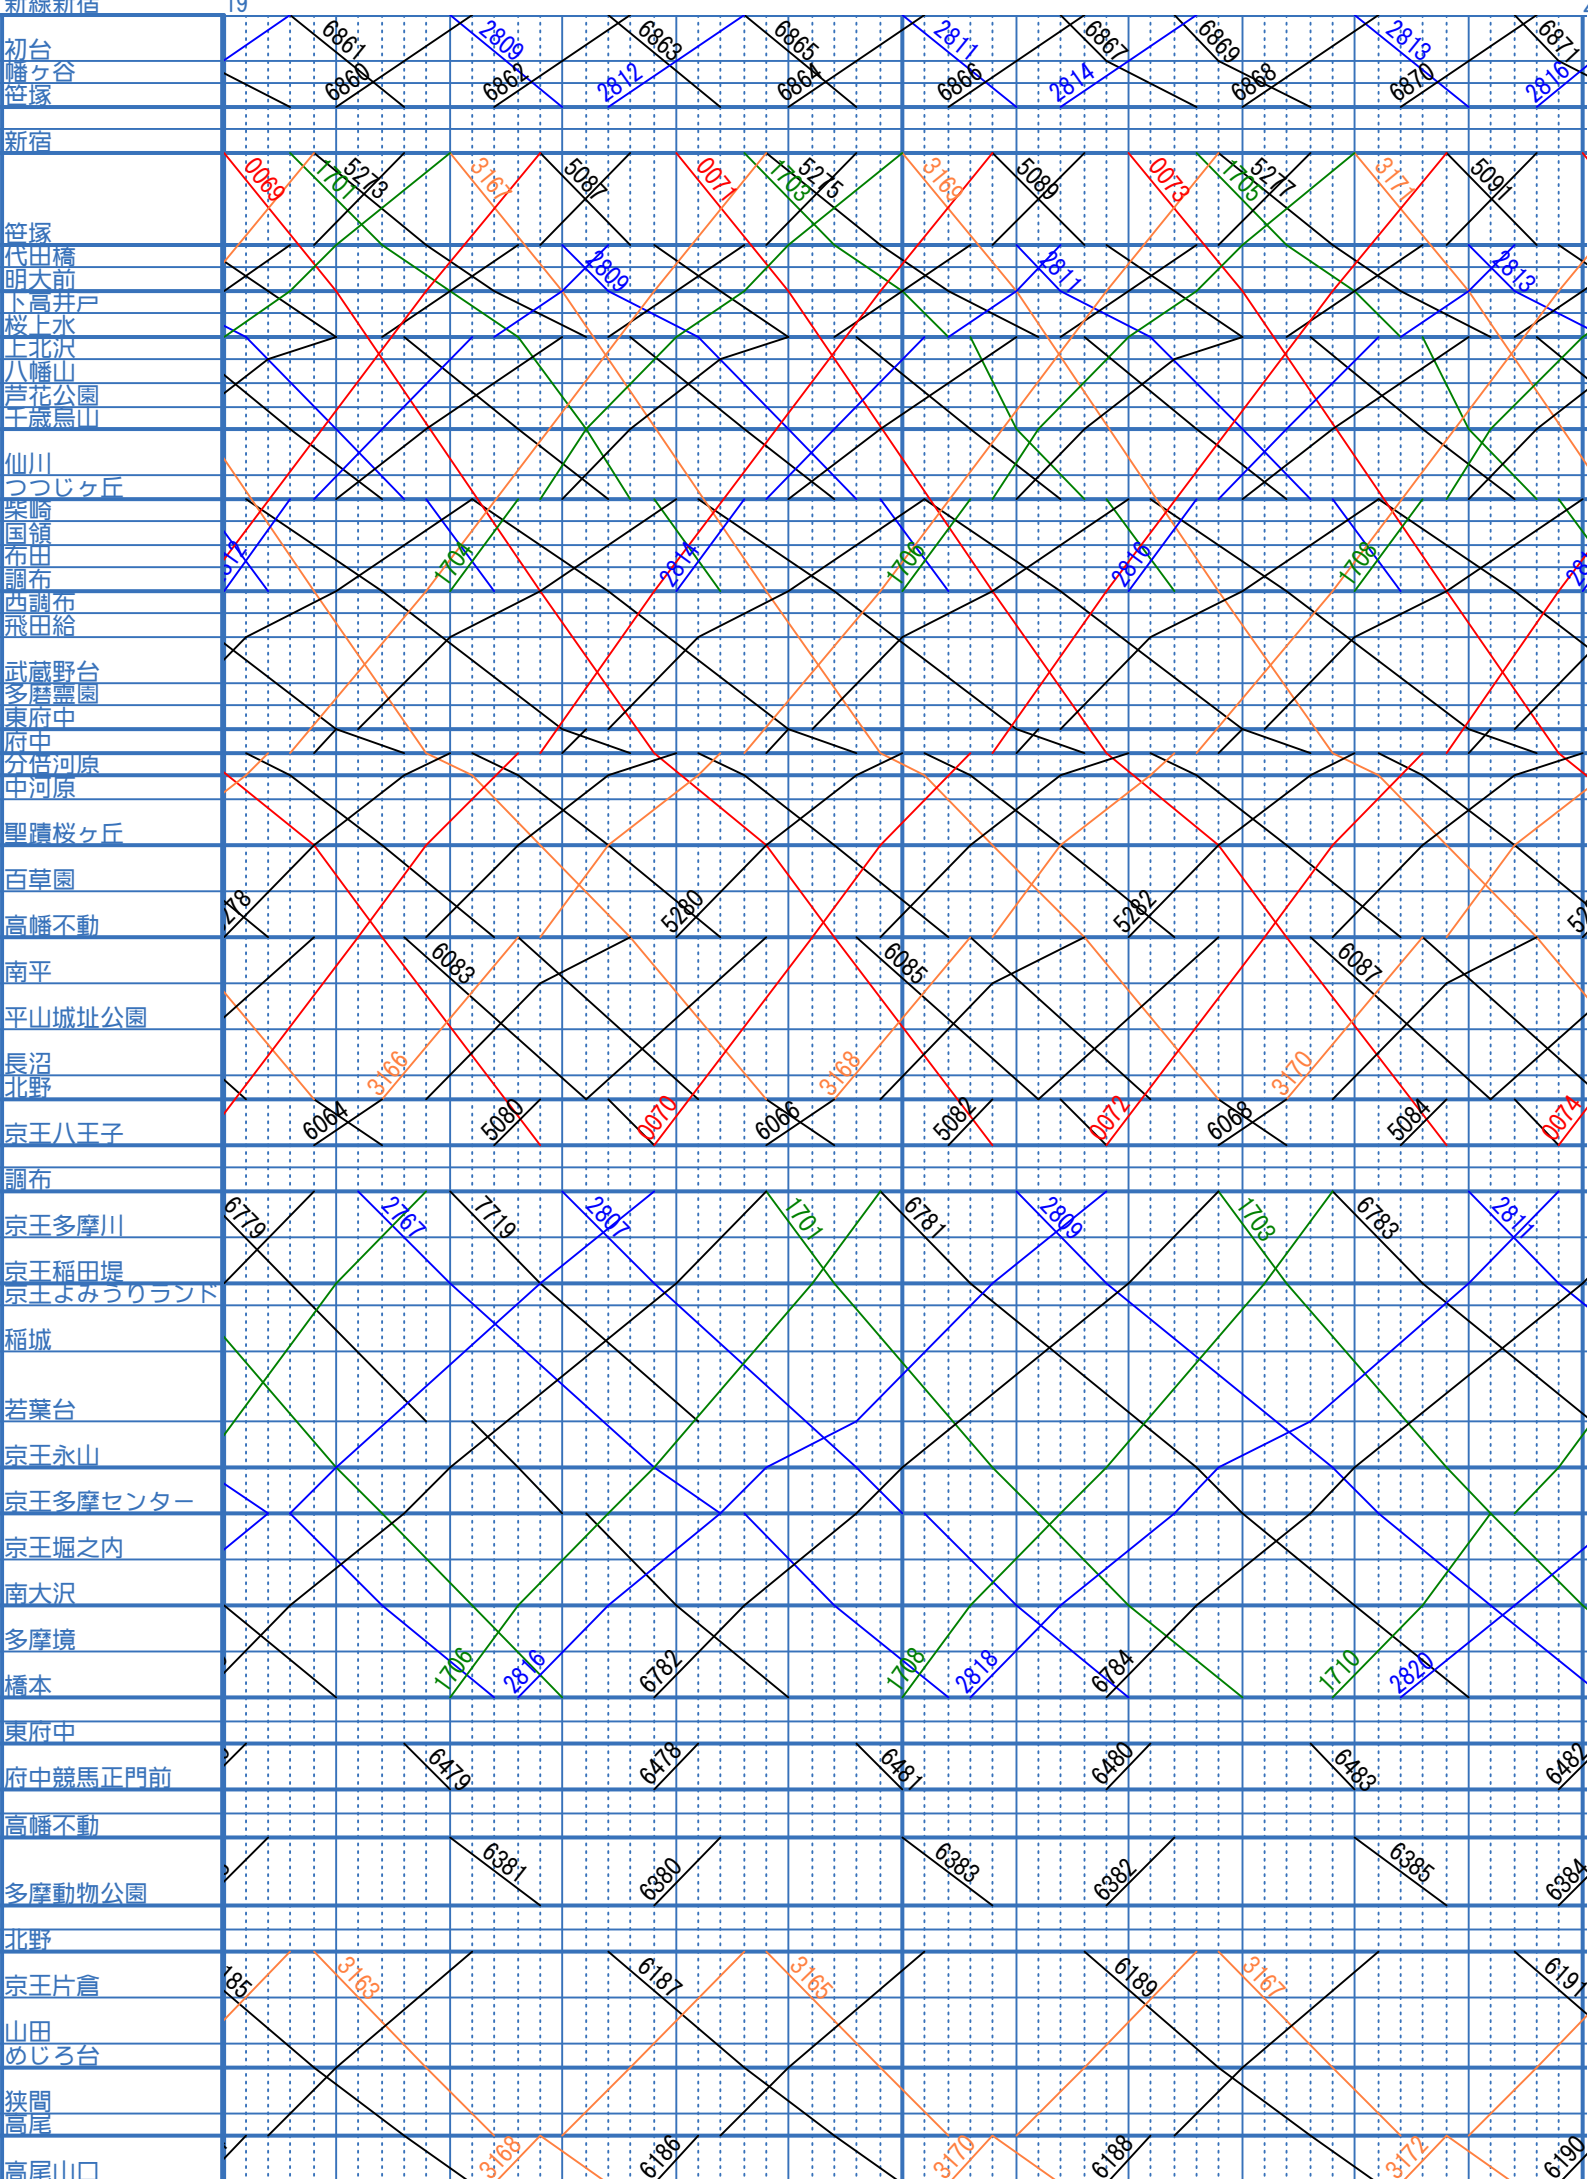 新線新宿 19
初台 6861 2809 6863 6865 2811 6867 6869 2813 6871
幡ヶ谷
笹塚 6860 6862 2812 6864 6866 2814 6868 6870 2816
新宿
0069 1701 5273 3167 5087 0071 1703 5275 3169 5089 0073 1705 5277 3171 5091
笹塚
代田橋
明大前 2809 2811 2813
下高井戸
桜上水
上北沢
八幡山
芦花公園
千歳烏山
仙川
つつじヶ丘
柴崎
国領
布田
調布 1704 2814 1706 2816 1708
西調布
飛田給
武蔵野台
多磨霊園
東府中
府中
分倍河原
中河原
聖蹟桜ヶ丘
百草園
高幡不動 278 5280 5282
南平 6083 6085 6087
平山城址公園
長沼
北野 3166 3168 3170
京王八王子 6064 5080 0070 6066 5082 0072 6068 5084 0074
調布
京王多摩川 6779 2767 7719 2807 1701 6781 2809 1703 6783 2811
京王稲田堤
京王よみうりランド
稲城
若葉台
京王永山
京王多摩センター
京王堀之内
南大沢
多摩境
橋本 1706 2816 6782 1708 2818 6784 1710 2820
東府中
府中競馬正門前 6479 6478 6481 6480 6483 6482
高幡不動
多摩動物公園 6381 6380 6383 6382 6385 6384
北野
京王片倉 185 3163 6187 3165 6189 3167 6191
山田
めじろ台
狭間
高尾
高尾山口 3168 6186 3170 6188 3172 6190